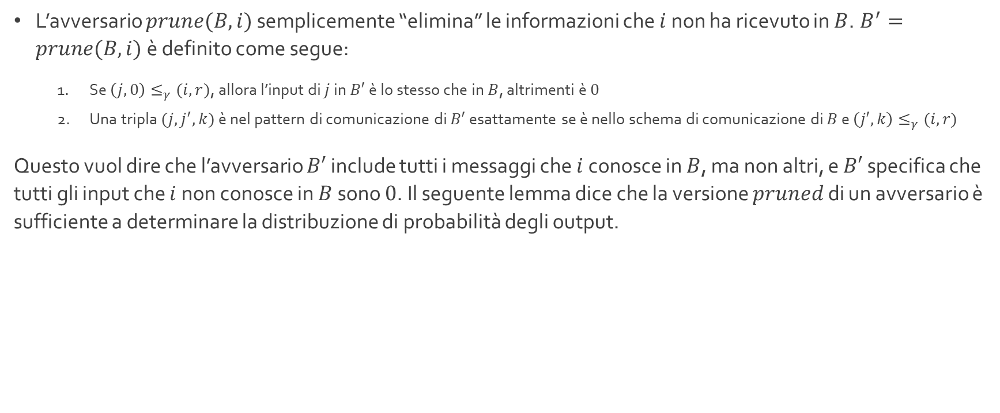 • L’avversario prune(B, i) semplicemente “elimina” le informazioni che i non ha ricevuto in B. B′ =
prune(B, i) è definito come segue:
1. Se (j, 0) ≤γ (i, r), allora l’input di j in B′ è lo stesso che in B, altrimenti è 0
2. Una tripla (j, j′, k) è nel pattern di comunicazione di B′ esattamente se è nello schema di comunicazione di B e (j′, k) ≤γ (i, r)
Questo vuol dire che l’avversario B′ include tutti i messaggi che i conosce in B, ma non altri, e B′ specifica che
tutti gli input che i non conosce in B sono 0. Il seguente lemma dice che la versione pruned di un avversario è
sufficiente a determinare la distribuzione di probabilità degli output.